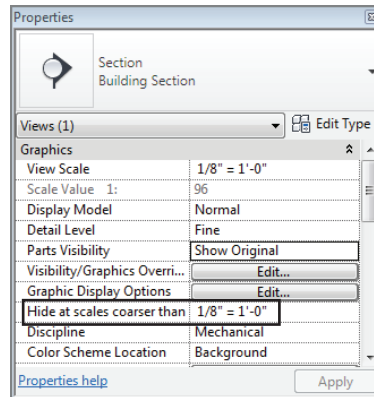 Properties
Section
Building Section
Views (1) Edit Type
Graphics
View Scale 1/8" = 1'-0"
Scale Value 1: 96
Display Model Normal
Detail Level Fine
Parts Visibility Show Original
Visibility/Graphics Overri... Edit...
Graphic Display Options Edit...
Hide at scales coarser than 1/8" = 1'-0"
Discipline Mechanical
Color Scheme Location Background
Properties help Apply